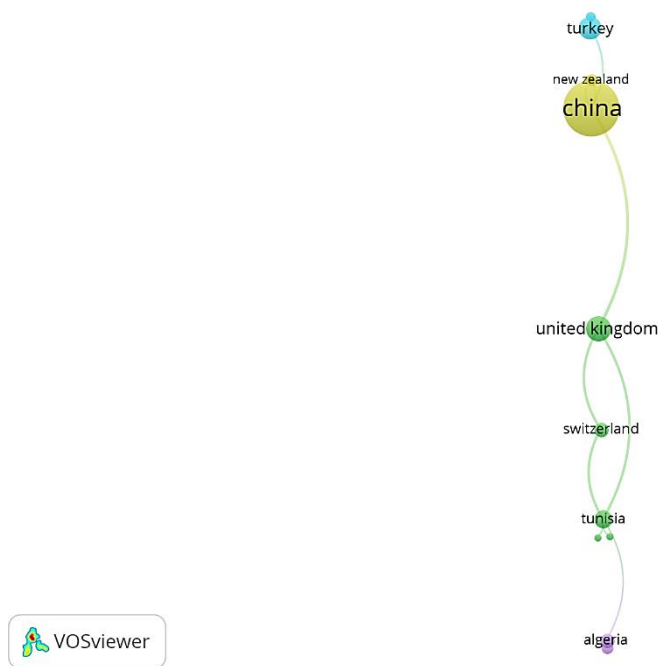 turkey
new zealand
china
united kingdom
switzerland
tunisia
algeria
VOSviewer